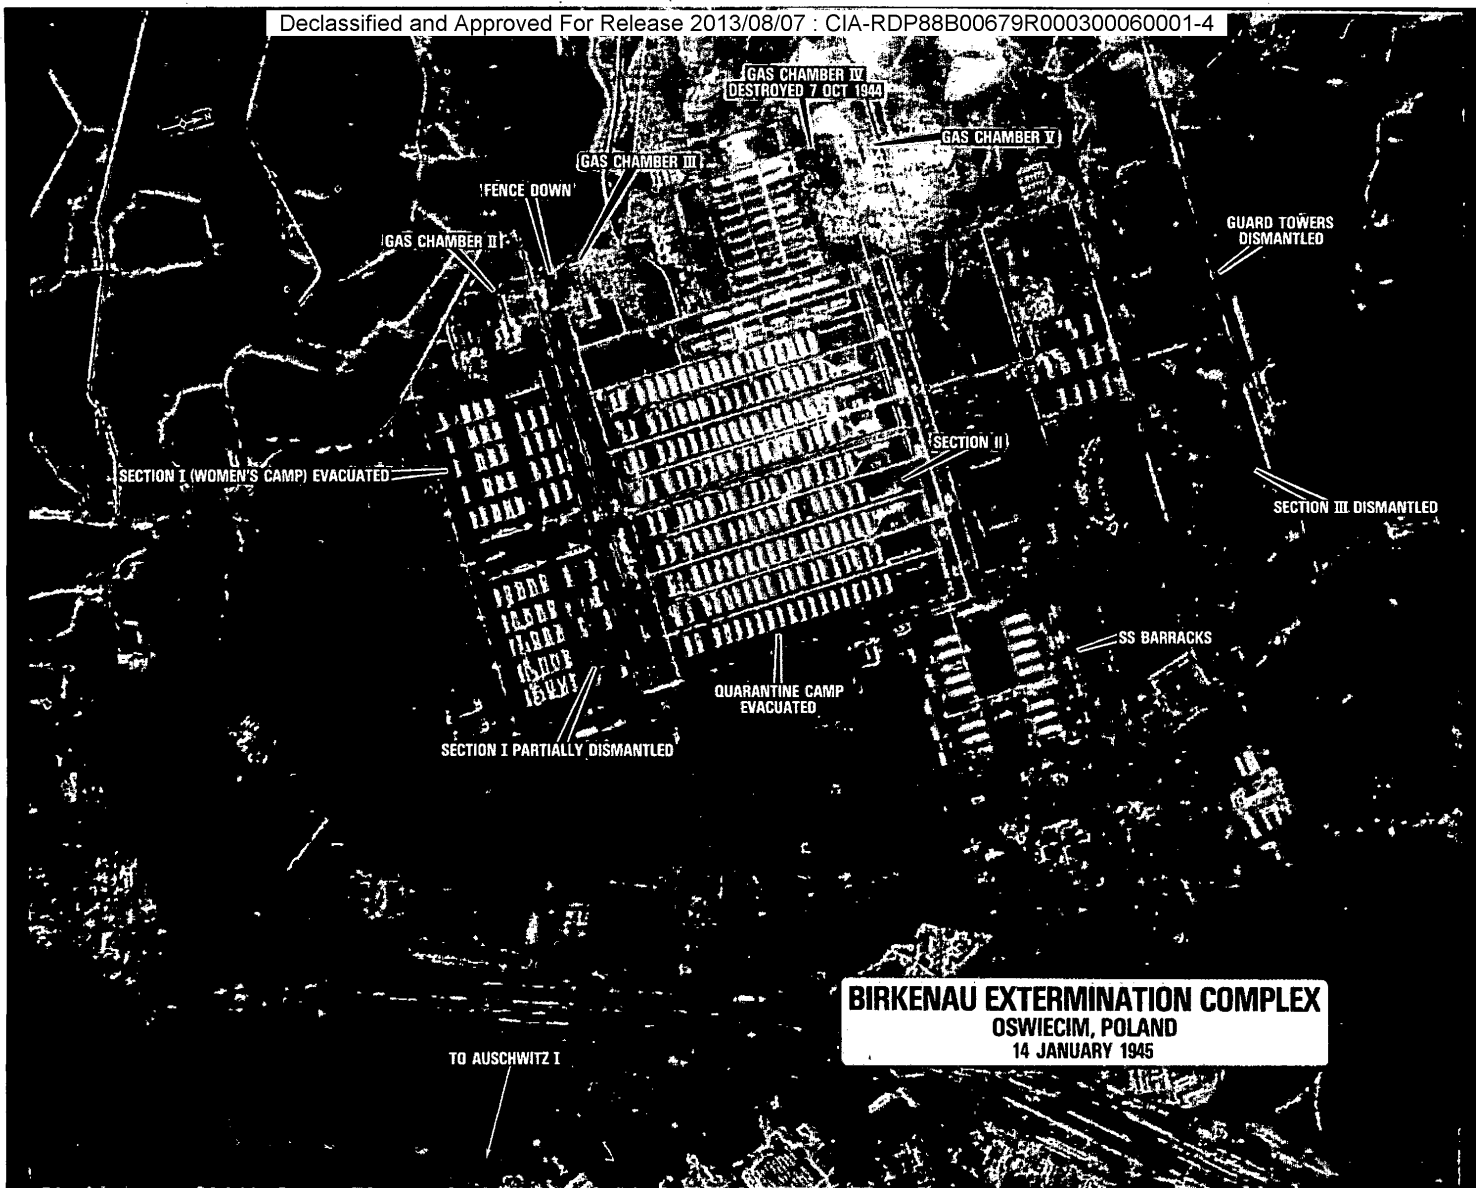 Declassified and Approved For Release 2013/08/07 : CIA-RDP88B00679R000300060001-4
GAS CHAMBER IV
DESTROYED 7 OCT 1944
GAS CHAMBER V
GAS CHAMBER III
FENCE DOWN
GAS CHAMBER II
GUARD TOWERS
DISMANTLED
SECTION II
SECTION I (WOMEN'S CAMP) EVACUATED
SECTION III DISMANTLED
SS BARRACKS
QUARANTINE CAMP
EVACUATED
SECTION I PARTIALLY DISMANTLED
BIRKENAU EXTERMINATION COMPLEX
OSWIECIM, POLAND
14 JANUARY 1945
TO AUSCHWITZ I